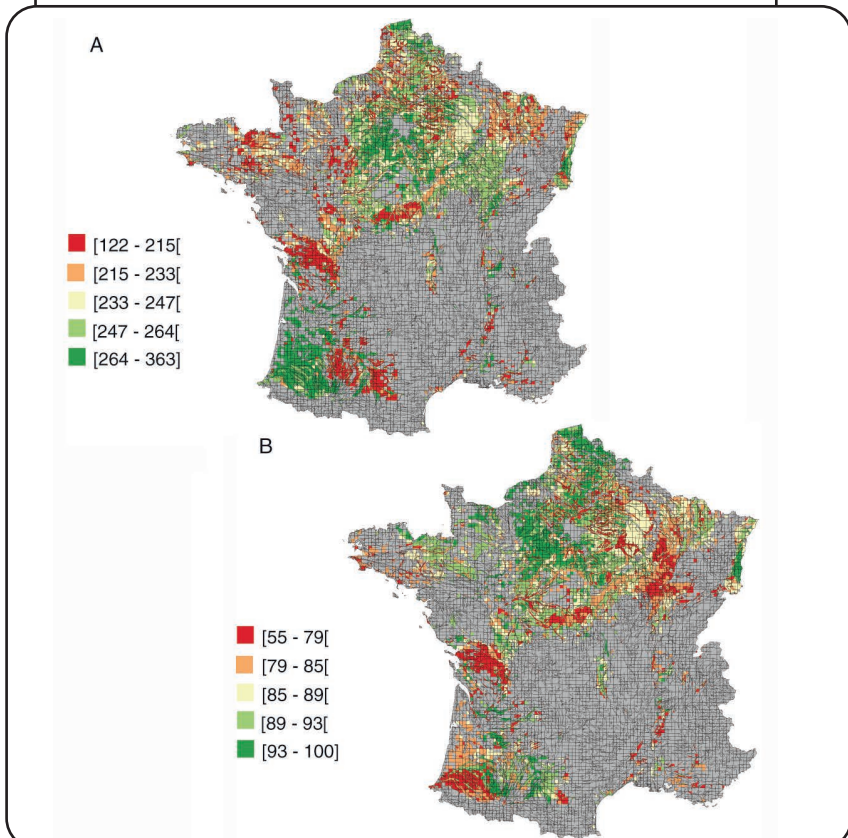 A
[122 - 215[
[215 - 233[
[233 - 247[
[247 - 264[
[264 - 363]
B
[55 - 79[
[79 - 85[
[85 - 89[
[89 - 93[
[93 - 100]